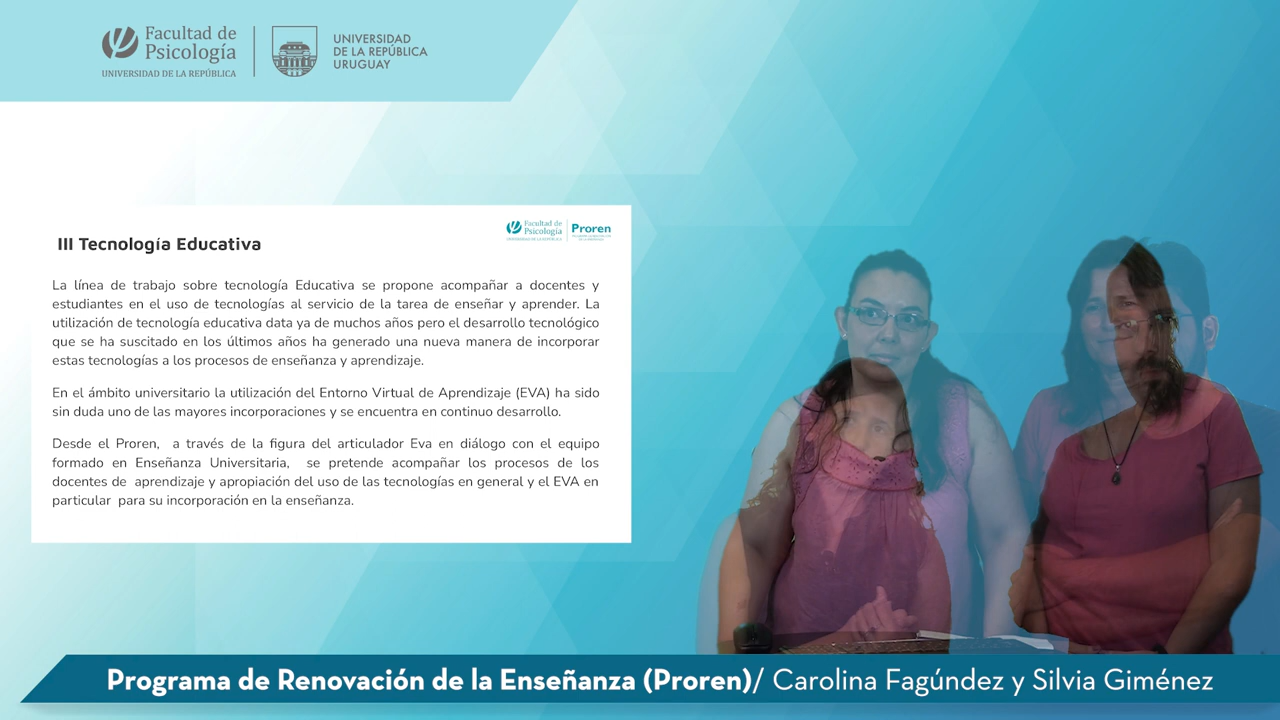 Facultad de
Psicología
UNIVERSIDAD DE LA REPÚBLICA
UNIVERSIDAD
DE LA REPÚBLICA
URUGUAY
Facultad de
Psicología
UNIVERSIDAD DE LA REPÚBLICA
Proren
III Tecnología Educativa
La línea de trabajo sobre tecnología Educativa se propone acompañar a docentes y
estudiantes en el uso de tecnologías al servicio de la tarea de enseñar y aprender. La
utilización de tecnología educativa data ya de muchos años pero el desarrollo tecnológico
que se ha suscitado en los últimos años ha generado una nueva manera de incorporar
estas tecnologías a los procesos de enseñanza y aprendizaje.
En el ámbito universitario la utilización del Entorno Virtual de Aprendizaje (EVA) ha sido
sin duda uno de las mayores incorporaciones y se encuentra en continuo desarrollo.
Desde el Proren, a través de la figura del articulador Eva en diálogo con el equipo
formado en Enseñanza Universitaria, se pretende acompañar los procesos de los
docentes de aprendizaje y apropiación del uso de las tecnologías en general y el EVA en
particular para su incorporación en la enseñanza.
Programa de Renovación de la Enseñanza (Proren)/ Carolina Fagúndez y Silvia Giménez